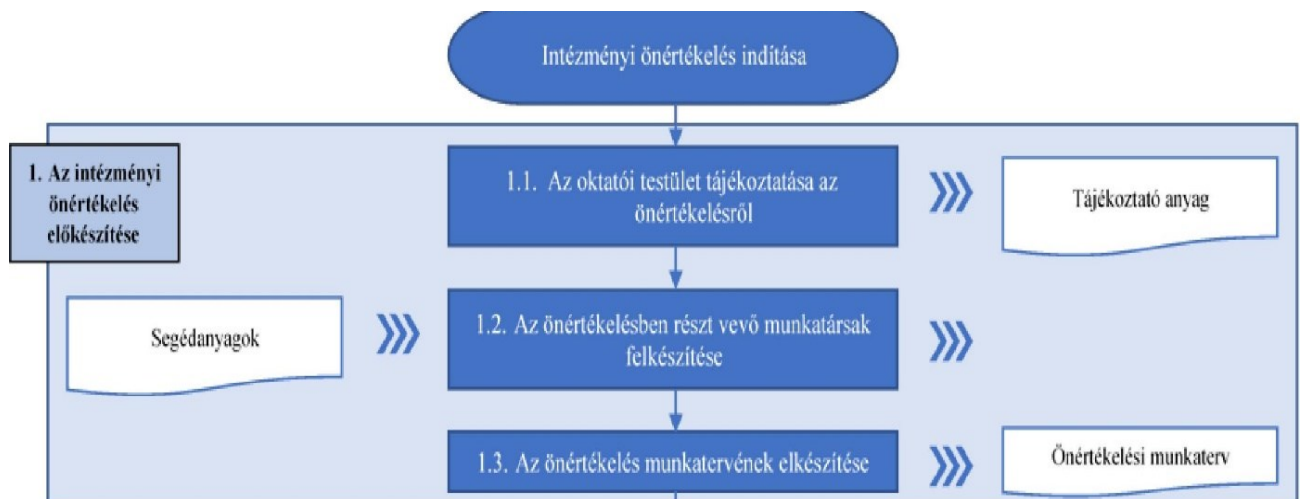 Intézményi önértékelés indítása
1. Az intézményi
önértékelés
előkészítése
1.1. Az oktatói testület tájékoztatása az
önértékelésről
Tájékoztató anyag
Segédanyagok
1.2. Az önértékelésben részt vevő munkatársak
felkészítése
1.3. Az önértékelés munkatervének elkészítése
Önértékelési munkaterv